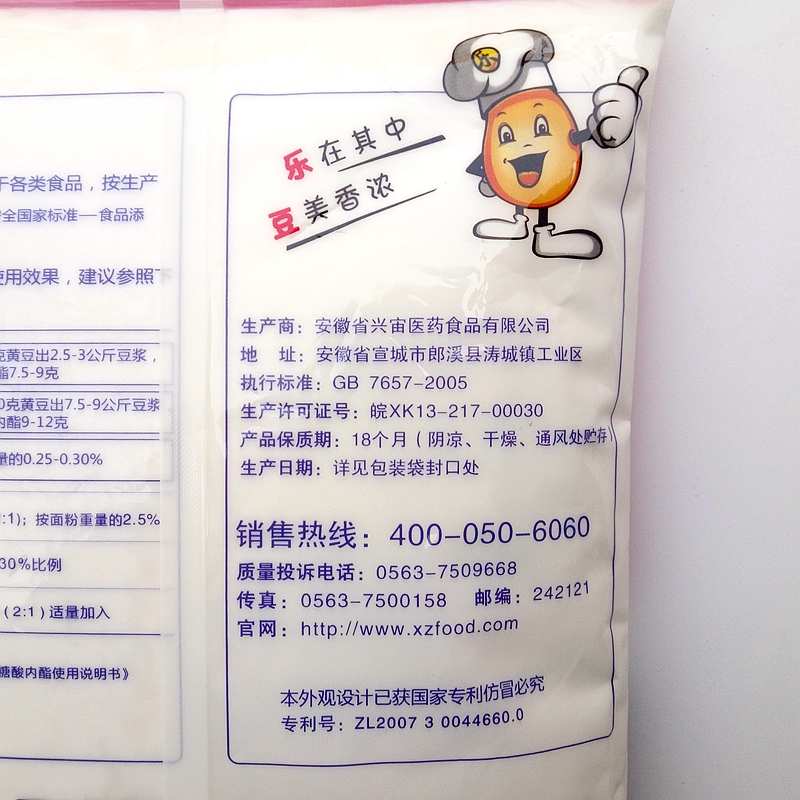 于各类食品，按生产
全国家标准—食品添
使用效果，建议参照
克黄豆出2.5-3公斤豆浆，
酯7.5-9克
0克黄豆出7.5-9公斤豆浆
内酯9-12克
量的0.25-0.30%
:1)；按面粉重量的2.5%
30%比例
（2:1）适量加入
糖酸内酯使用说明书》
乐在其中
豆美香浓
生产商：安徽省兴宙医药食品有限公司
地 址：安徽省宣城市郎溪县涛城镇工业区
执行标准：GB 7657-2005
生产许可证号：皖XK13-217-00030
产品保质期：18个月（阴凉、干燥、通风处贮存）
生产日期：详见包装袋封口处
销售热线：400-050-6060
质量投诉电话：0563-7509668
传真：0563-7500158 邮编：242121
官网：http://www.xzfood.com
本外观设计已获国家专利仿冒必究
专利号：ZL2007 3 0044660.0